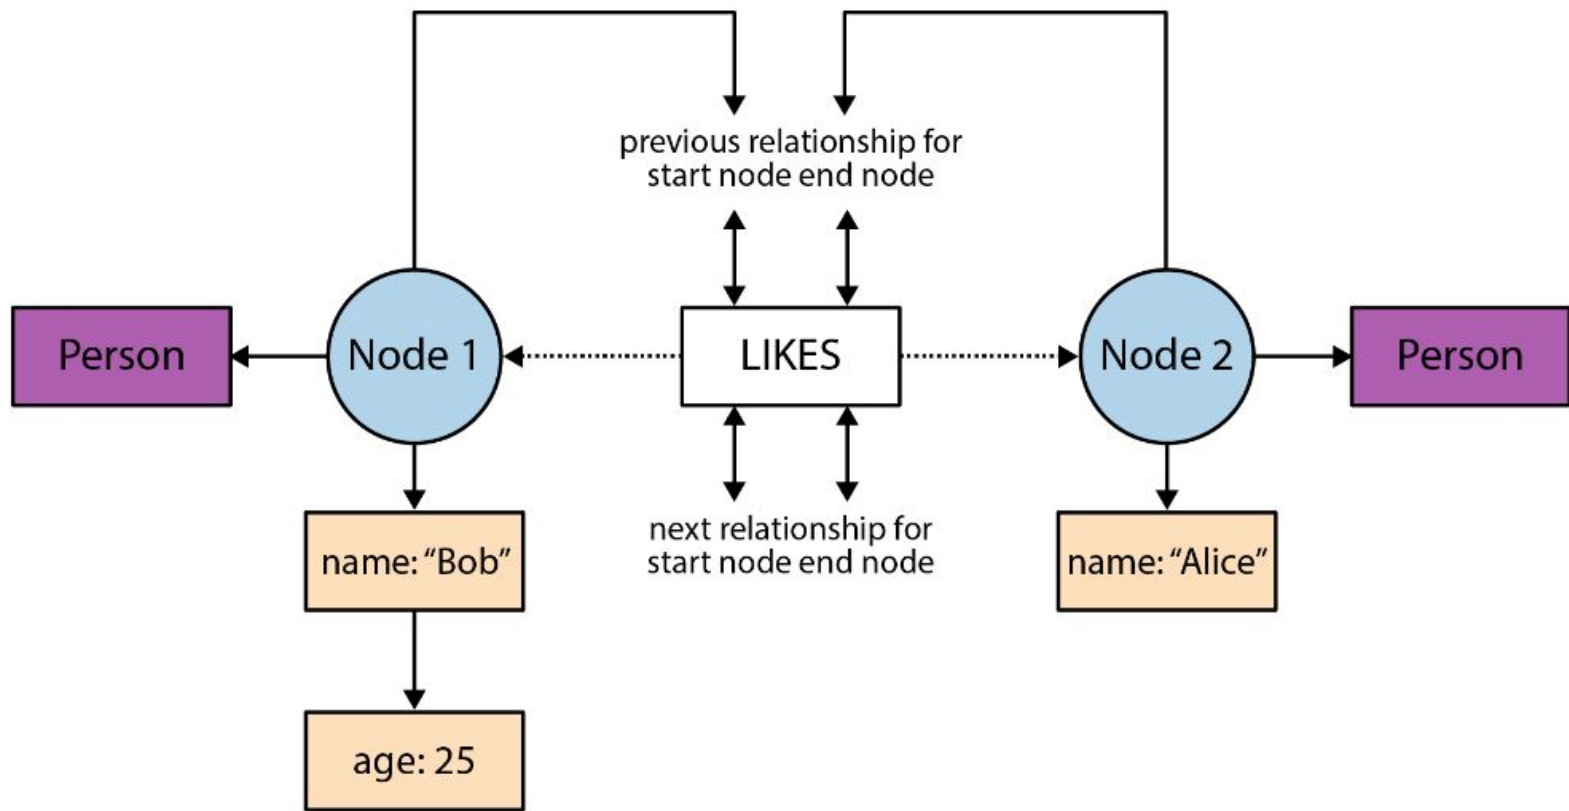 previous relationship for
start node end node
Person
Node 1
LIKES
Node 2
Person
name: “Bob”
next relationship for
start node end node
name: “Alice”
age: 25